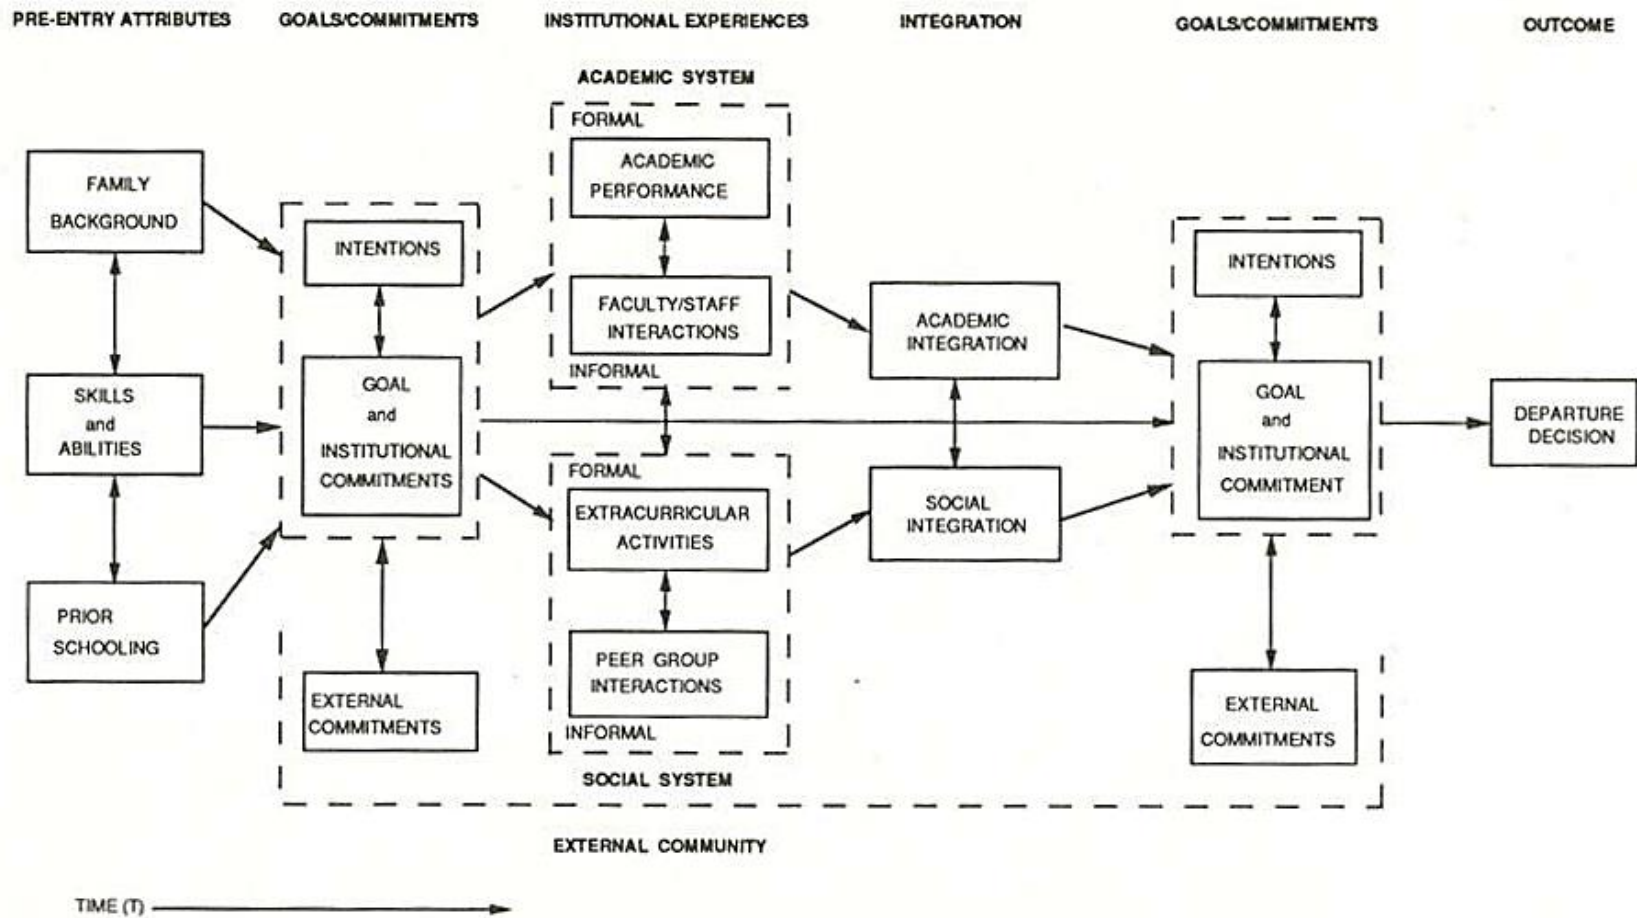 PRE-ENTRY ATTRIBUTES
GOALS/COMMITMENTS
INSTITUTIONAL EXPERIENCES
INTEGRATION
GOALS/COMMITMENTS
OUTCOME
FAMILY
BACKGROUND
SKILLS
and
ABILITIES
PRIOR
SCHOOLING
INTENTIONS
GOAL
and
INSTITUTIONAL
COMMITMENTS
EXTERNAL
COMMITMENTS
ACADEMIC SYSTEM
FORMAL
ACADEMIC
PERFORMANCE
FACULTY/STAFF
INTERACTIONS
INFORMAL
FORMAL
EXTRACURRICULAR
ACTIVITIES
PEER GROUP
INTERACTIONS
INFORMAL
SOCIAL SYSTEM
ACADEMIC
INTEGRATION
SOCIAL
INTEGRATION
INTENTIONS
GOAL
and
INSTITUTIONAL
COMMITMENT
EXTERNAL
COMMITMENTS
DEPARTURE
DECISION
EXTERNAL COMMUNITY
TIME (T)